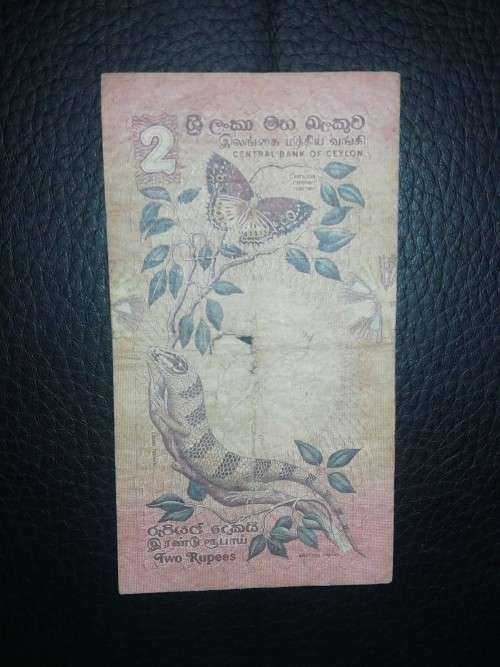 2
ශ්‍රී ලංකා මහ බැංකුව
இலங்கை மத்திய வங்கி
CENTRAL BANK OF CEYLON
රුපියල් දෙකයි
இரண்டு ரூபாய்
Two Rupees